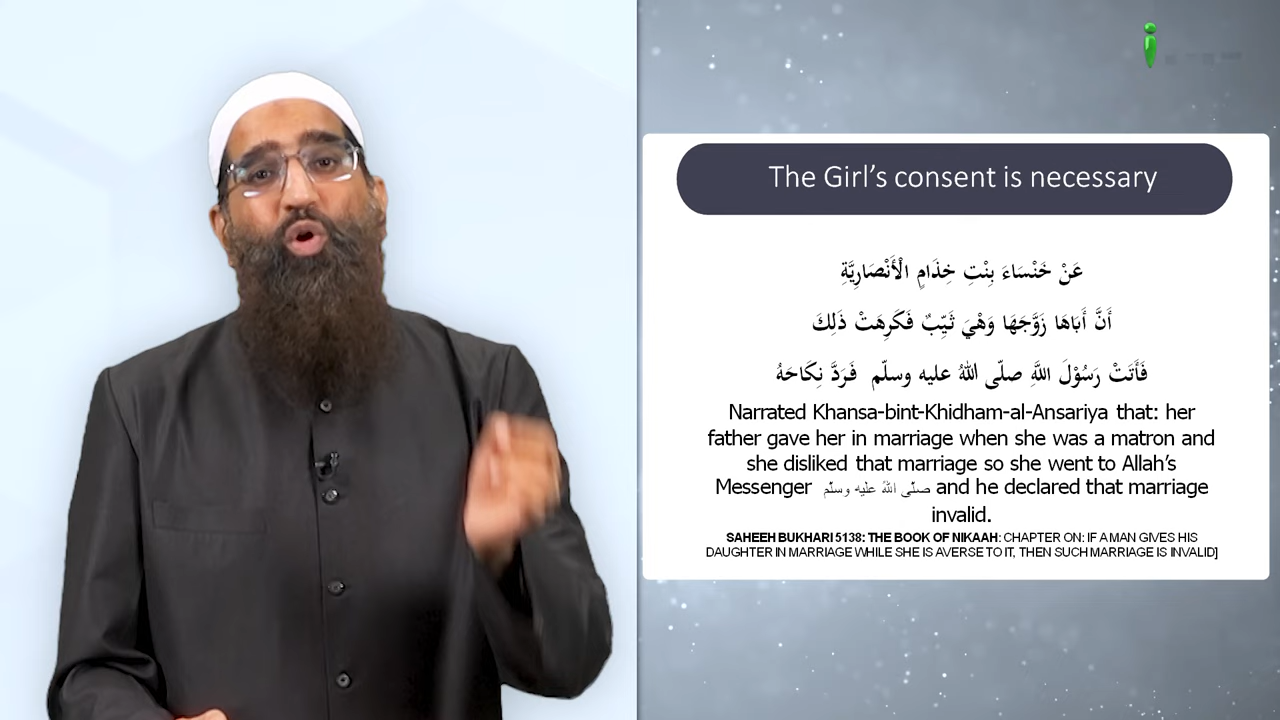 The Girl’s consent is necessary
عَنْ خَنْسَاءَ بِنْتِ خِذَامٍ الْأَنْصَارِيَّةِ
أَنَّ أَبَاهَا زَوَّجَهَا وَهْيَ ثَيِّبٌ فَكَرِهَتْ ذَلِكَ
فَأَتَتْ رَسُوْلَ اللَّهِ صلّى اللهُ عليه وسلّم فَرَدَّ نِكَاحَهُ
Narrated Khansa-bint-Khidham-al-Ansariya that: her
father gave her in marriage when she was a matron and
she disliked that marriage so she went to Allah’s
Messenger صلّى اللهُ عليه وسلّم and he declared that marriage
invalid.
SAHEEH BUKHARI 5138: THE BOOK OF NIKAAH: CHAPTER ON: IF A MAN GIVES HIS
DAUGHTER IN MARRIAGE WHILE SHE IS AVERSE TO IT, THEN SUCH MARRIAGE IS INVALID]